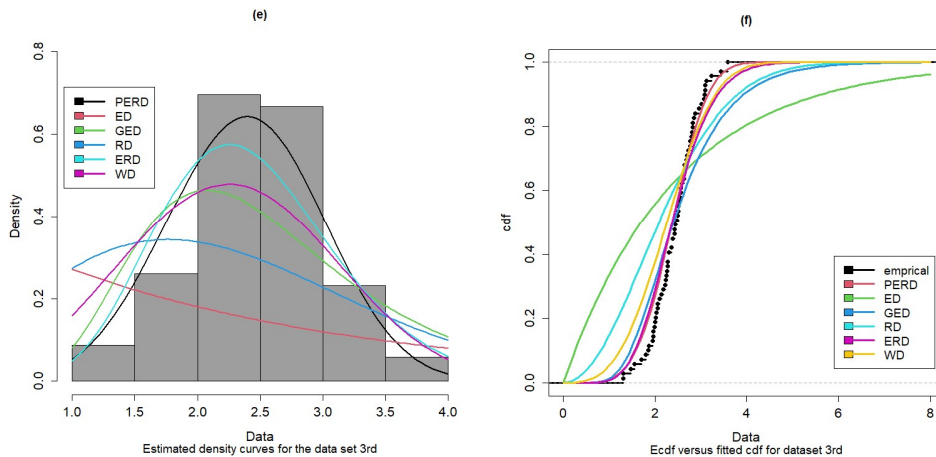 (e)
0.8
0.6
0.4
0.2
0.0
Density
PERD
ED
GED
RD
ERD
WD
1.0 1.5 2.0 2.5 3.0 3.5 4.0
Data
Estimated density curves for the data set 3rd
(f)
1.0
0.8
0.6
0.4
0.2
0.0
cdf
emprical
PERD
ED
GED
RD
ERD
WD
0 2 4 6 8
Data
Ecdf versus fitted cdf for dataset 3rd